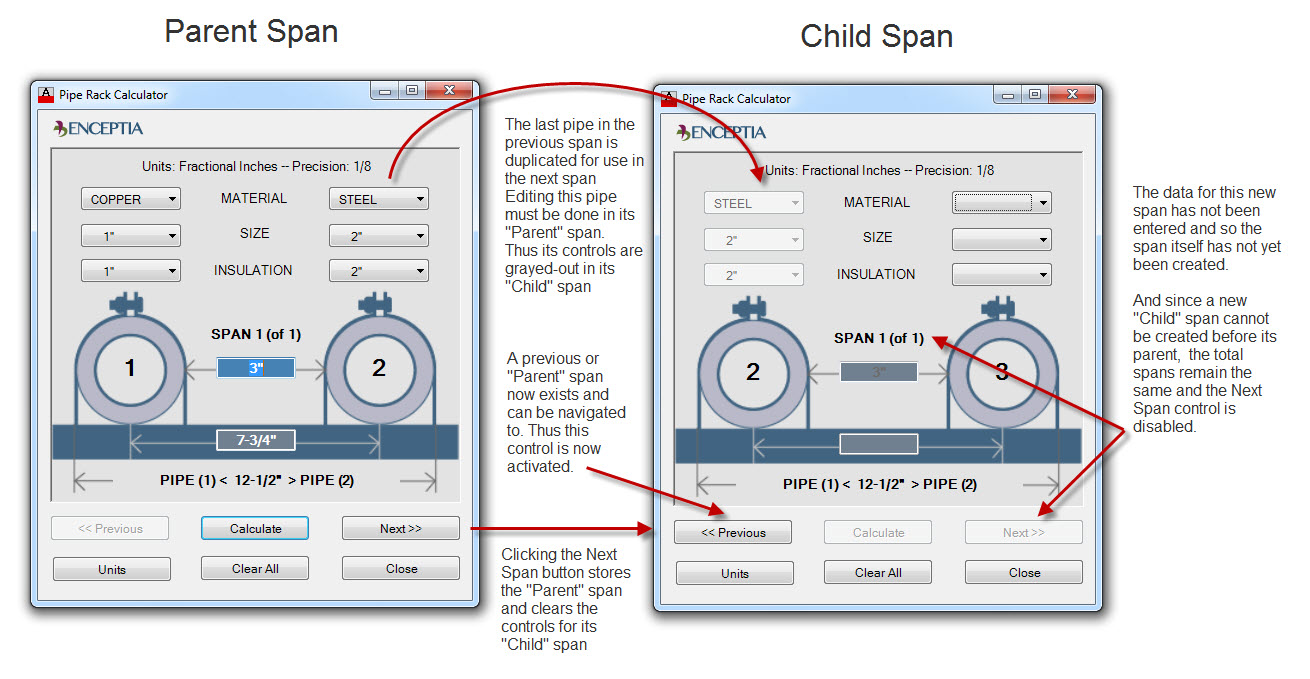 Parent Span
Child Span
Pipe Rack Calculator
ENCEPTIA
Units: Fractional Inches -- Precision: 1/8
COPPER MATERIAL STEEL
1" SIZE 2"
1" INSULATION 2"
SPAN 1 (of 1)
1 3" 2
7-3/4"
PIPE (1) < 12-1/2" > PIPE (2)
<< Previous Calculate Next >>
Units Clear All Close
The last pipe in the
previous span is
duplicated for use in
the next span
Editing this pipe
must be done in its
"Parent" span.
Thus its controls are
grayed-out in its
"Child" span
A previous or
"Parent" span
now exists and
can be navigated
to. Thus this
control is now
activated.
Clicking the Next
Span button stores
the "Parent" span
and clears the
controls for its
"Child" span
Pipe Rack Calculator
ENCEPTIA
Units: Fractional Inches -- Precision: 1/8
STEEL MATERIAL
2" SIZE
2" INSULATION
SPAN 1 (of 1)
2 3" 3
PIPE (1) < 12-1/2" > PIPE (2)
<< Previous Calculate Next >>
Units Clear All Close
The data for this new
span has not been
entered and so the
span itself has not yet
been created.
And since a new
"Child" span cannot
be created before its
parent, the total
spans remain the
same and the Next
Span control is
disabled.